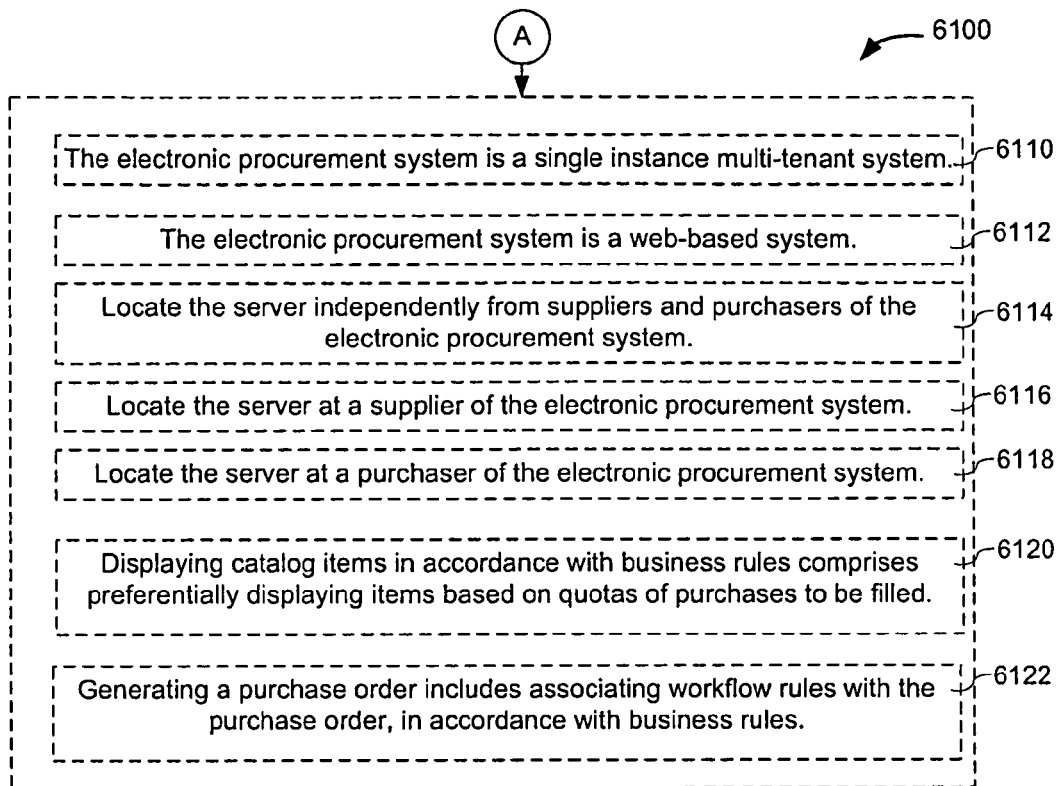 A
6100
The electronic procurement system is a single instance multi-tenant system.
6110
The electronic procurement system is a web-based system.
6112
Locate the server independently from suppliers and purchasers of the
electronic procurement system.
6114
Locate the server at a supplier of the electronic procurement system.
6116
Locate the server at a purchaser of the electronic procurement system.
6118
Displaying catalog items in accordance with business rules comprises
preferentially displaying items based on quotas of purchases to be filled.
6120
Generating a purchase order includes associating workflow rules with the
purchase order, in accordance with business rules.
6122